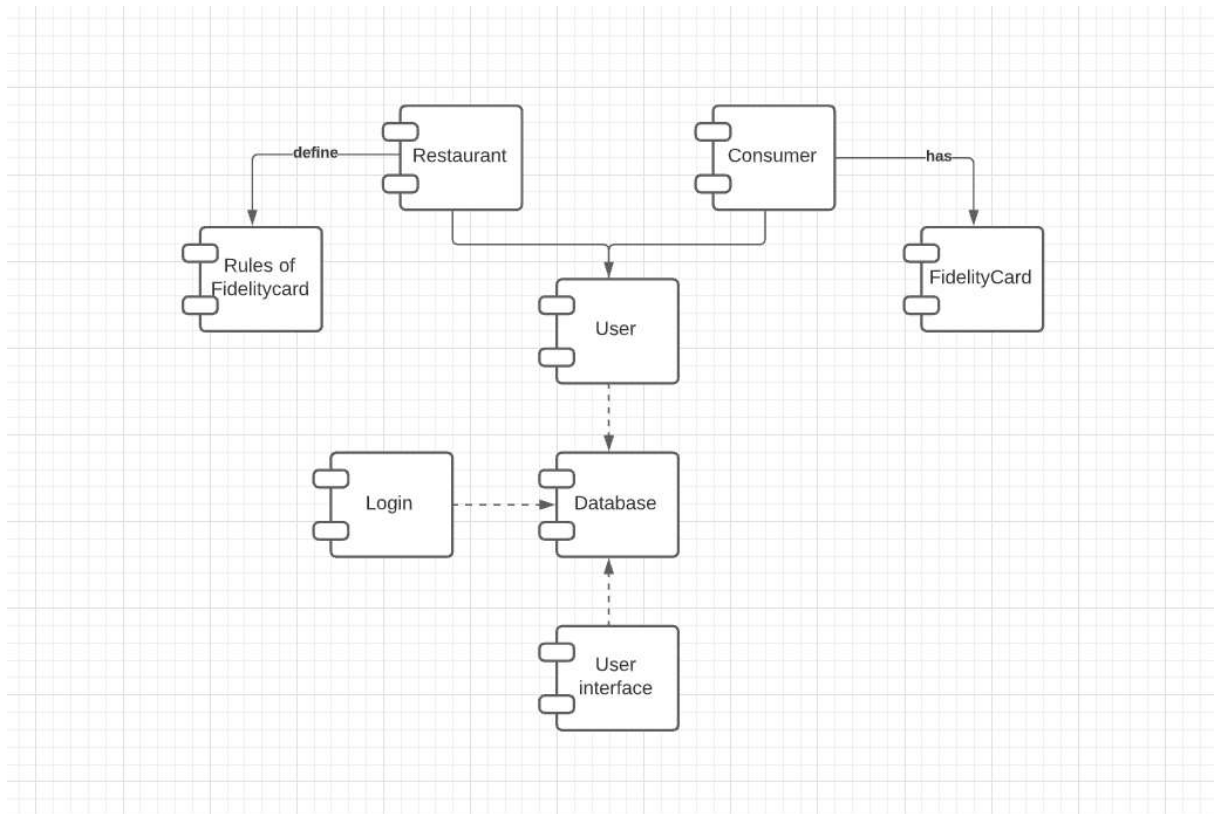 Restaurant
Consumer
define
has
Rules of
Fidelitycard
FidelityCard
User
Login
Database
User
interface